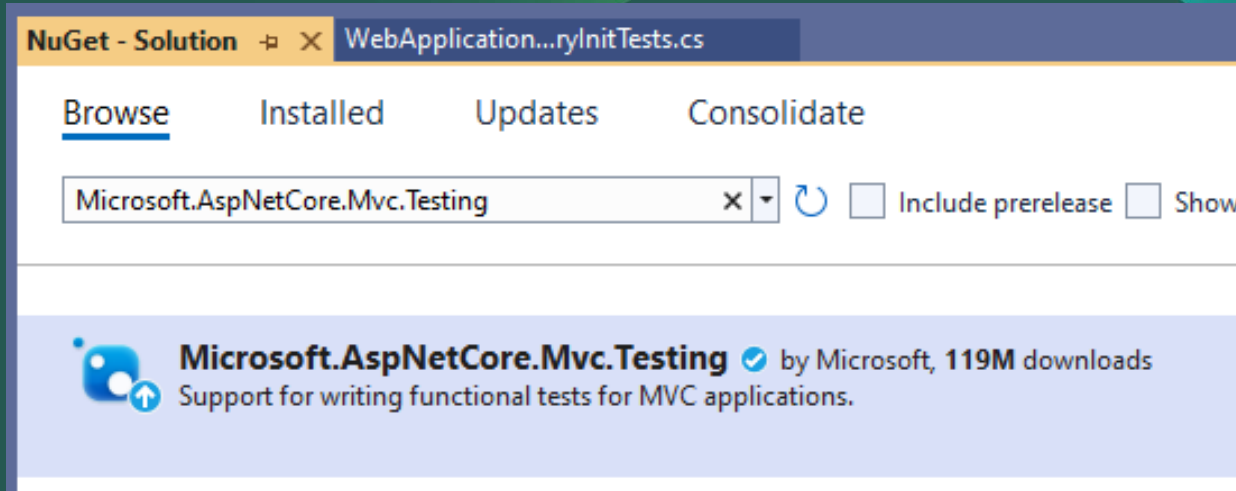 NuGet - Solution WebApplication...ryInitTests.cs
Browse Installed Updates Consolidate
Microsoft.AspNetCore.Mvc.Testing Include prerelease Show
Microsoft.AspNetCore.Mvc.Testing by Microsoft, 119M downloads
Support for writing functional tests for MVC applications.